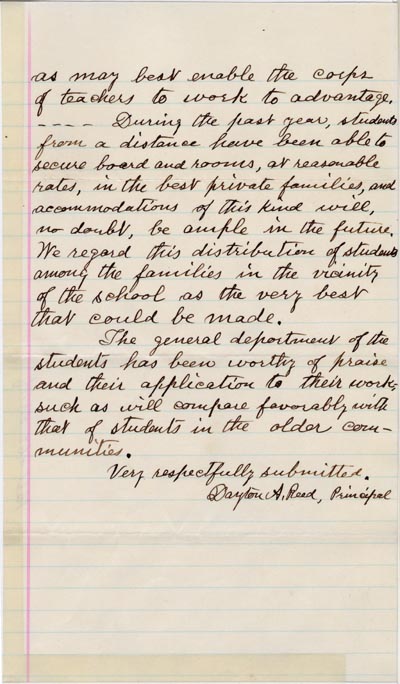 as may best enable the corps
of teachers to work to advantage.
---- During the past year, students
from a distance have been able to
secure board and rooms, at reasonable
rates, in the best private families, and
accommodations of this kind will,
no doubt, be ample in the future.
We regard this distribution of students
among the families in the vicinity
of the school as the very best
that could be made.
The general deportment of the
students has been worthy of praise
and their application to their work
such as will compare favorably with
that of students in the older com-
munities.
Very respectfully submitted.
Dayton A. Reed, Principal